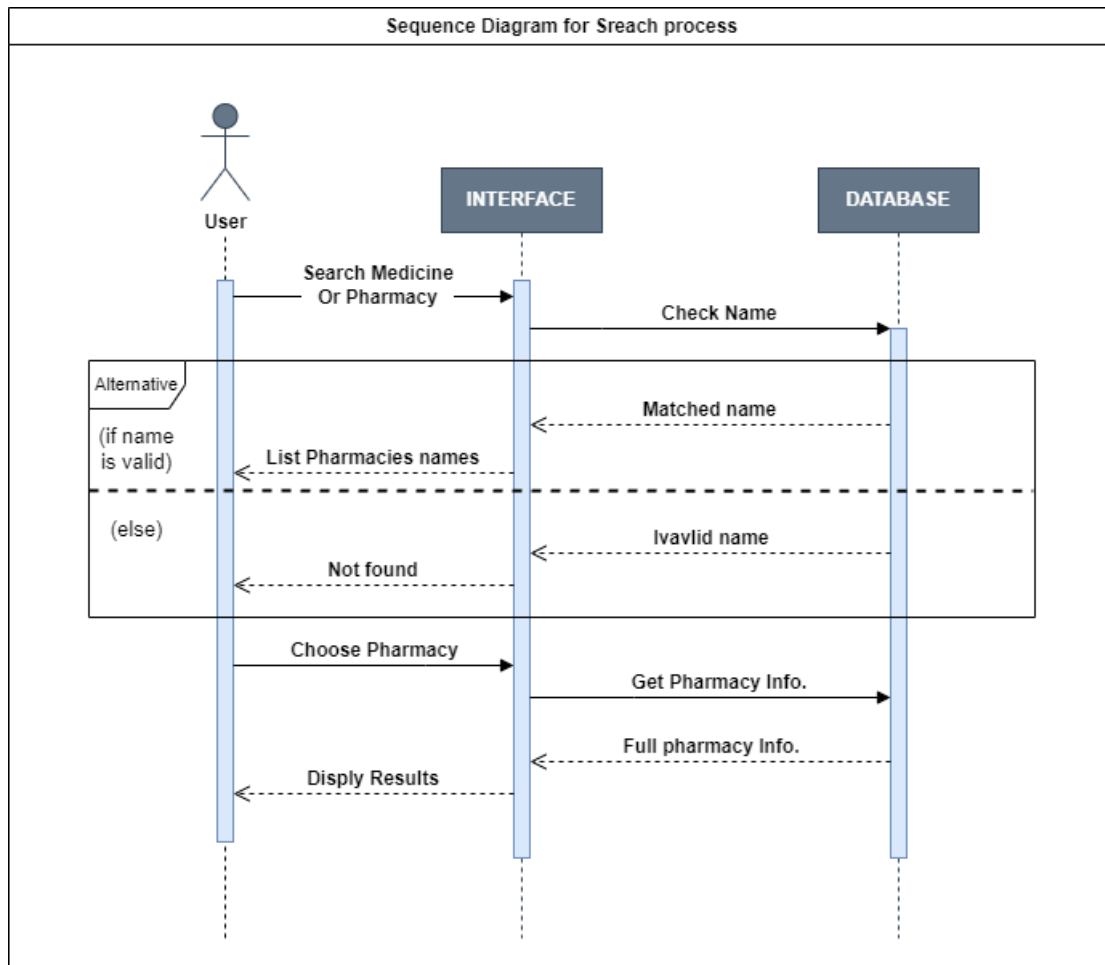 Sequence Diagram for Sreach process
User
INTERFACE
DATABASE
Search Medicine
Or Pharmacy
Check Name
Alternative
Matched name
(if name
is valid)
List Pharmacies names
(else)
Ivavlid name
Not found
Choose Pharmacy
Get Pharmacy Info.
Full pharmacy Info.
Disply Results